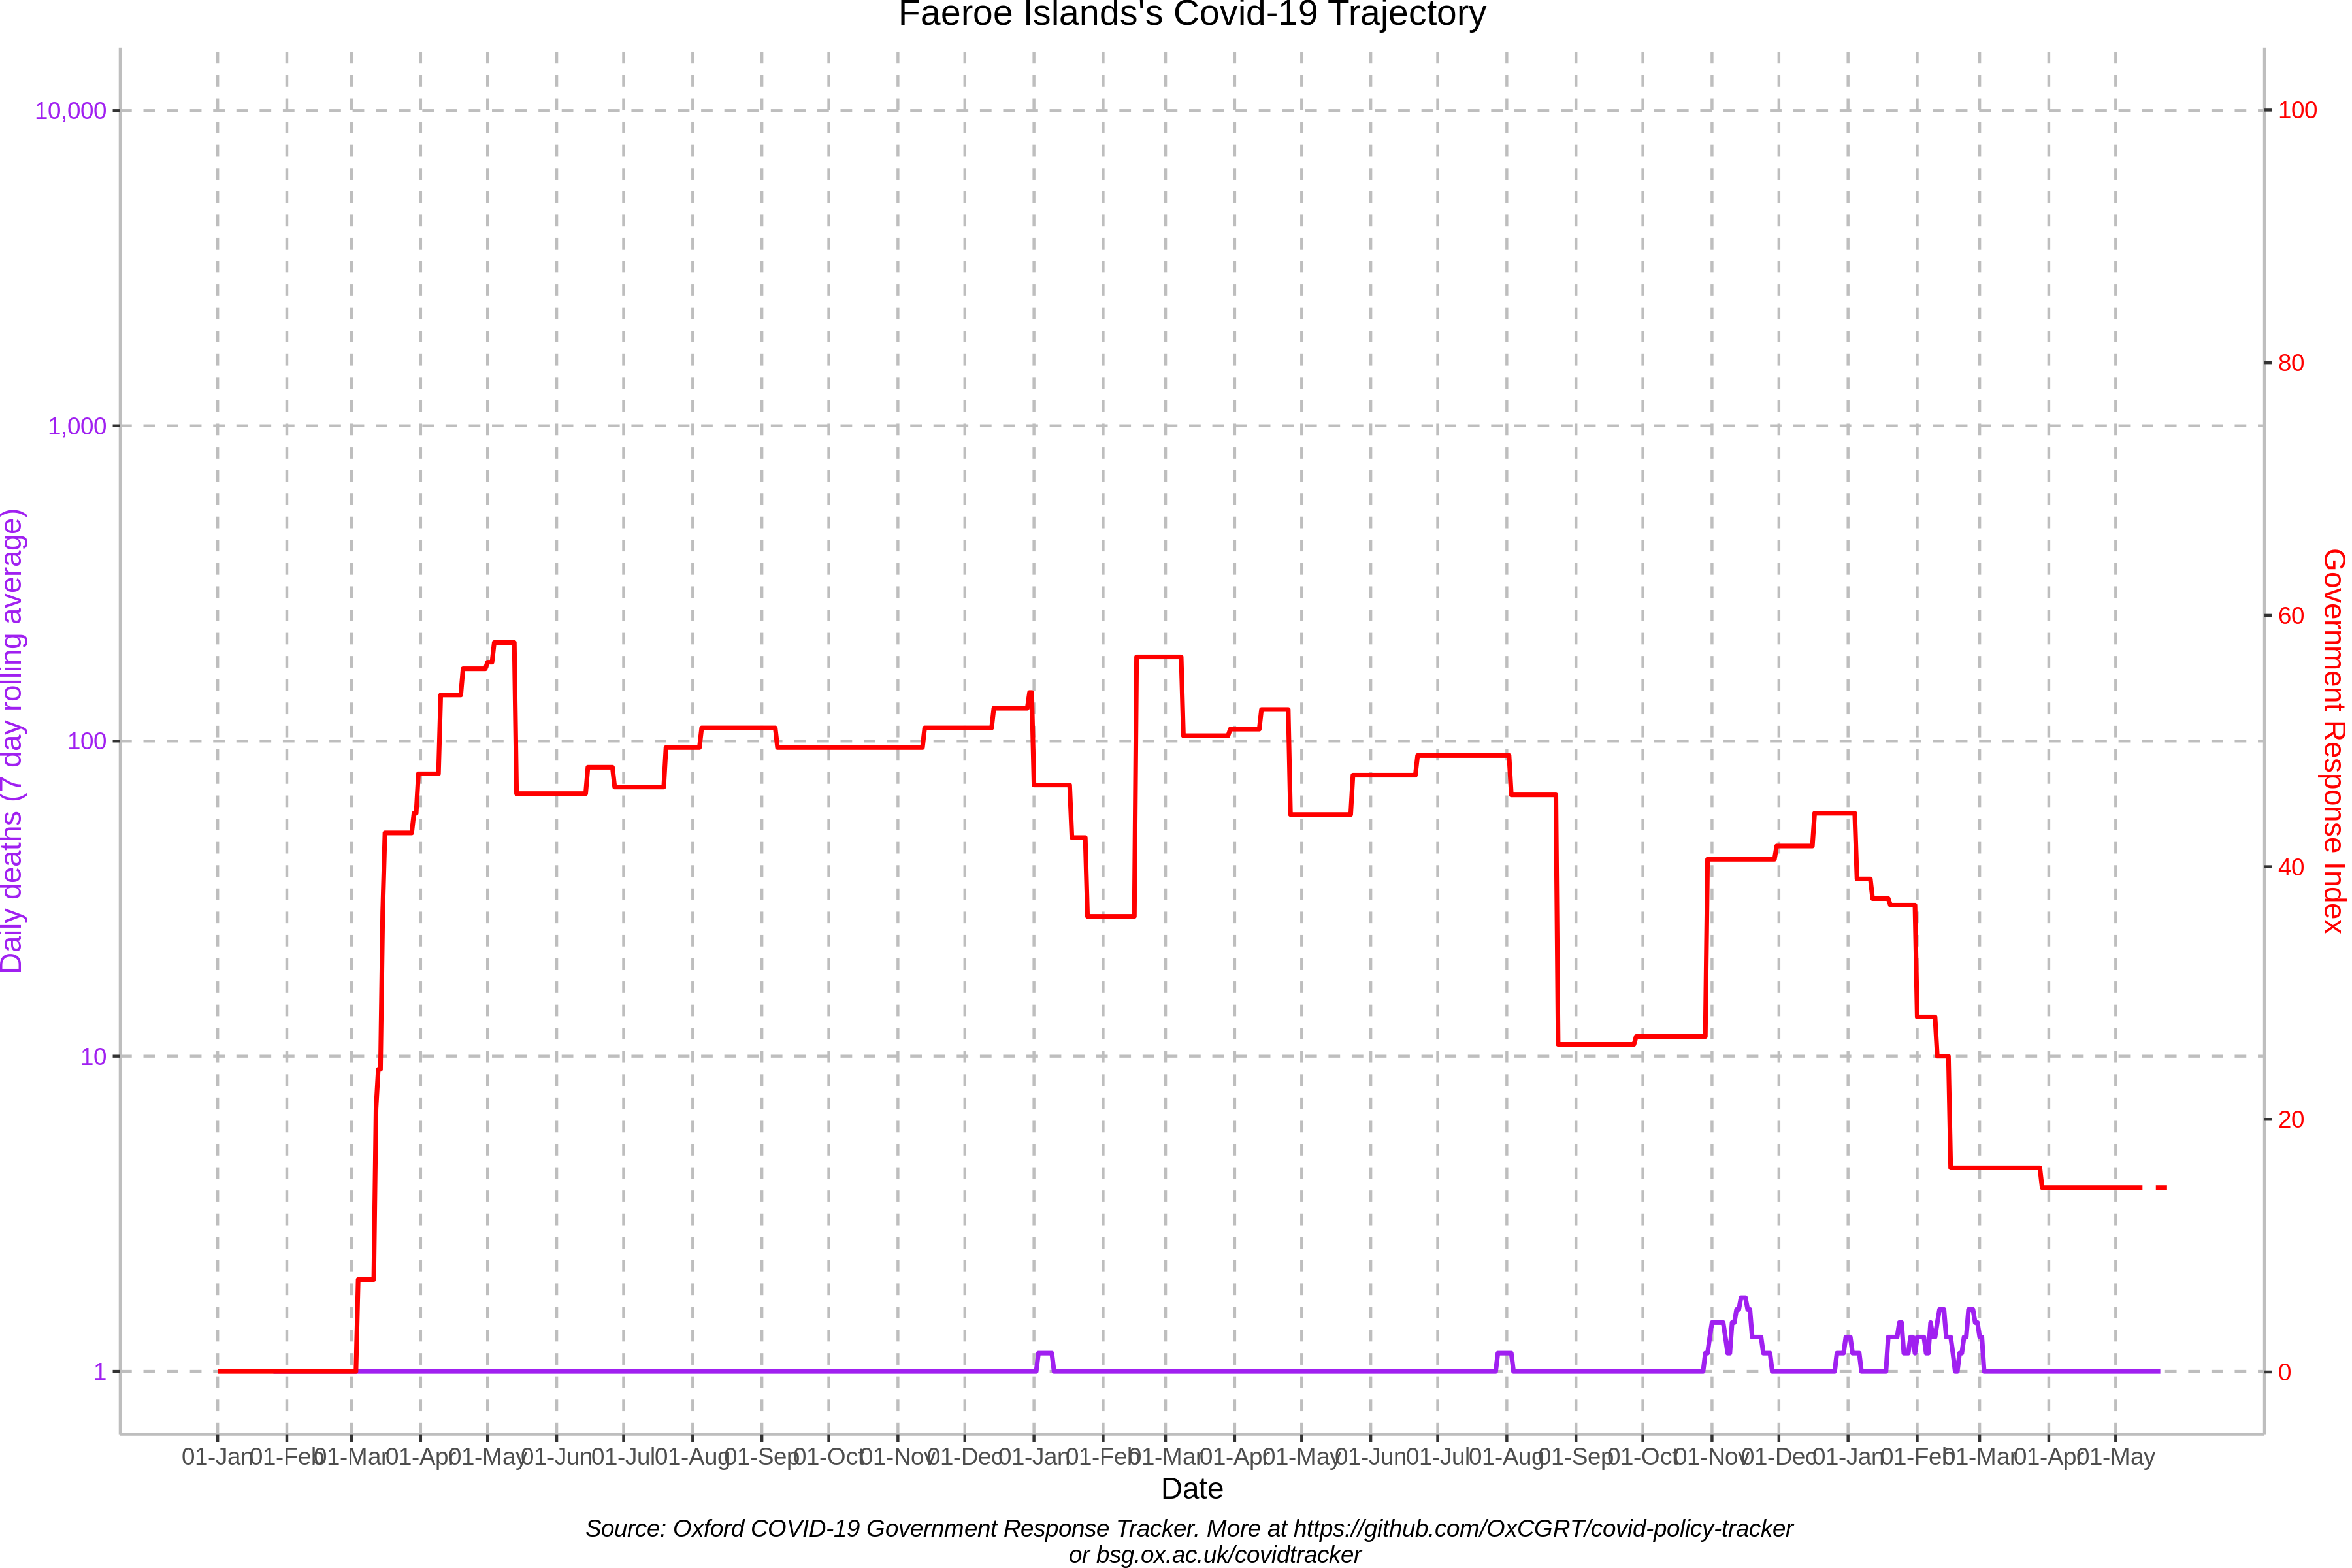 Faeroe Islands's Covid-19 Trajectory
10,000
1,000
100
10
1
Daily deaths (7 day rolling average)
100
80
60
40
20
0
Government Response Index
01-Jan 01-Feb 01-Mar 01-Apr 01-May 01-Jun 01-Jul 01-Aug 01-Sep 01-Oct 01-Nov 01-Dec 01-Jan 01-Feb 01-Mar 01-Apr 01-May 01-Jun 01-Jul 01-Aug 01-Sep 01-Oct 01-Nov 01-Dec 01-Jan 01-Feb 01-Mar 01-Apr 01-May
Date
Source: Oxford COVID-19 Government Response Tracker. More at https://github.com/OxCGRT/covid-policy-tracker
or bsg.ox.ac.uk/covidtracker